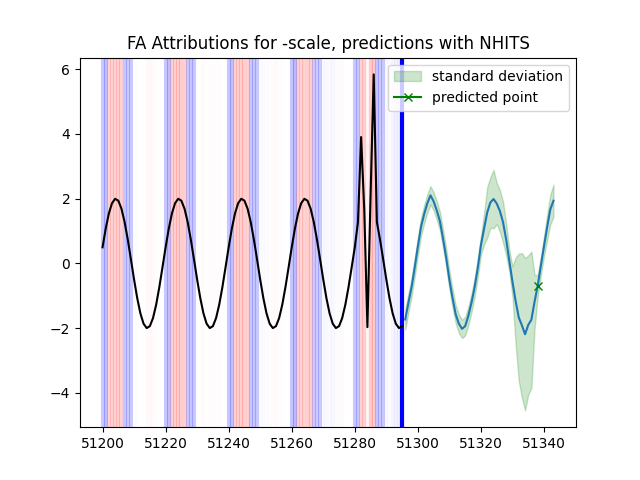 FA Attributions for -scale, predictions with NHITS
standard deviation
predicted point
6
4
2
0
−2
−4
51200 51220 51240 51260 51280 51300 51320 51340